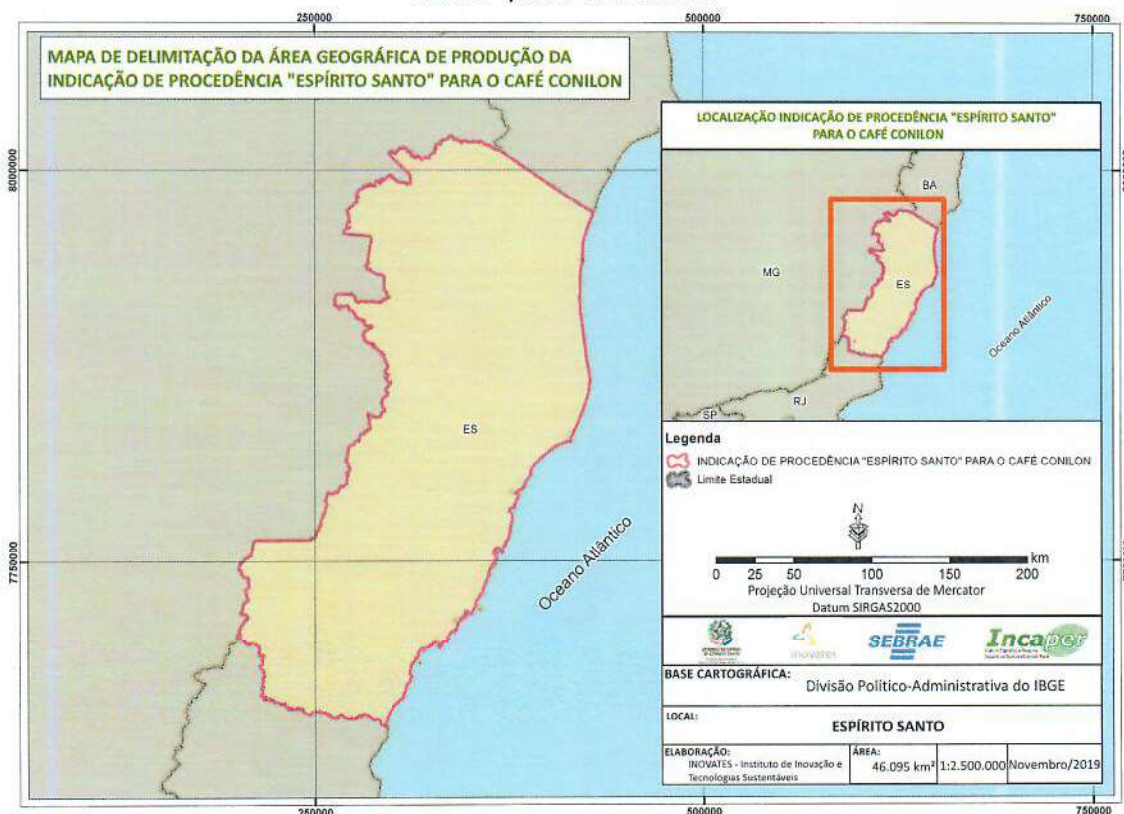 250000
500000
750000
MAPA DE DELIMITAÇÃO DA ÁREA GEOGRÁFICA DE PRODUÇÃO DA
INDICAÇÃO DE PROCEDÊNCIA "ESPÍRITO SANTO" PARA O CAFÉ CONILON
8000000
7750000
ES
Oceano Atlântico
LOCALIZAÇÃO INDICAÇÃO DE PROCEDÊNCIA "ESPÍRITO SANTO"
PARA O CAFÉ CONILON
BA
MG
ES
Oceano Atlântico
RJ
SP
Legenda
INDICAÇÃO DE PROCEDÊNCIA "ESPÍRITO SANTO" PARA O CAFÉ CONILON
Limite Estadual
N
0 25 50 100 150 200 km
Projeção Universal Transversa de Mercator
Datum SIRGAS2000
inovates
SEBRAE
Incaper
BASE CARTOGRÁFICA: Divisão Político-Administrativa do IBGE
LOCAL:
ESPÍRITO SANTO
ELABORAÇÃO:
INOVATES - Instituto de Inovação e
Tecnologias Sustentáveis
ÁREA:
46.095 km²
1:2.500.000
Novembro/2019
250000
500000
750000